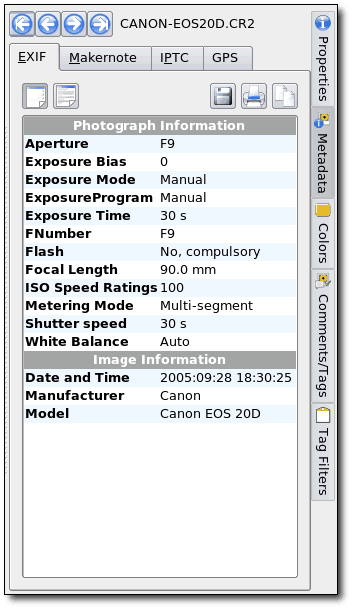 CANON-EOS20D.CR2
EXIF Makernote IPTC GPS
Photograph Information
Aperture F9
Exposure Bias 0
Exposure Mode Manual
ExposureProgram Manual
Exposure Time 30 s
FNumber F9
Flash No, compulsory
Focal Length 90.0 mm
ISO Speed Ratings 100
Metering Mode Multi-segment
Shutter speed 30 s
White Balance Auto
Image Information
Date and Time 2005:09:28 18:30:25
Manufacturer Canon
Model Canon EOS 20D
Properties
Metadata
Colors
Comments/Tags
Tag Filters